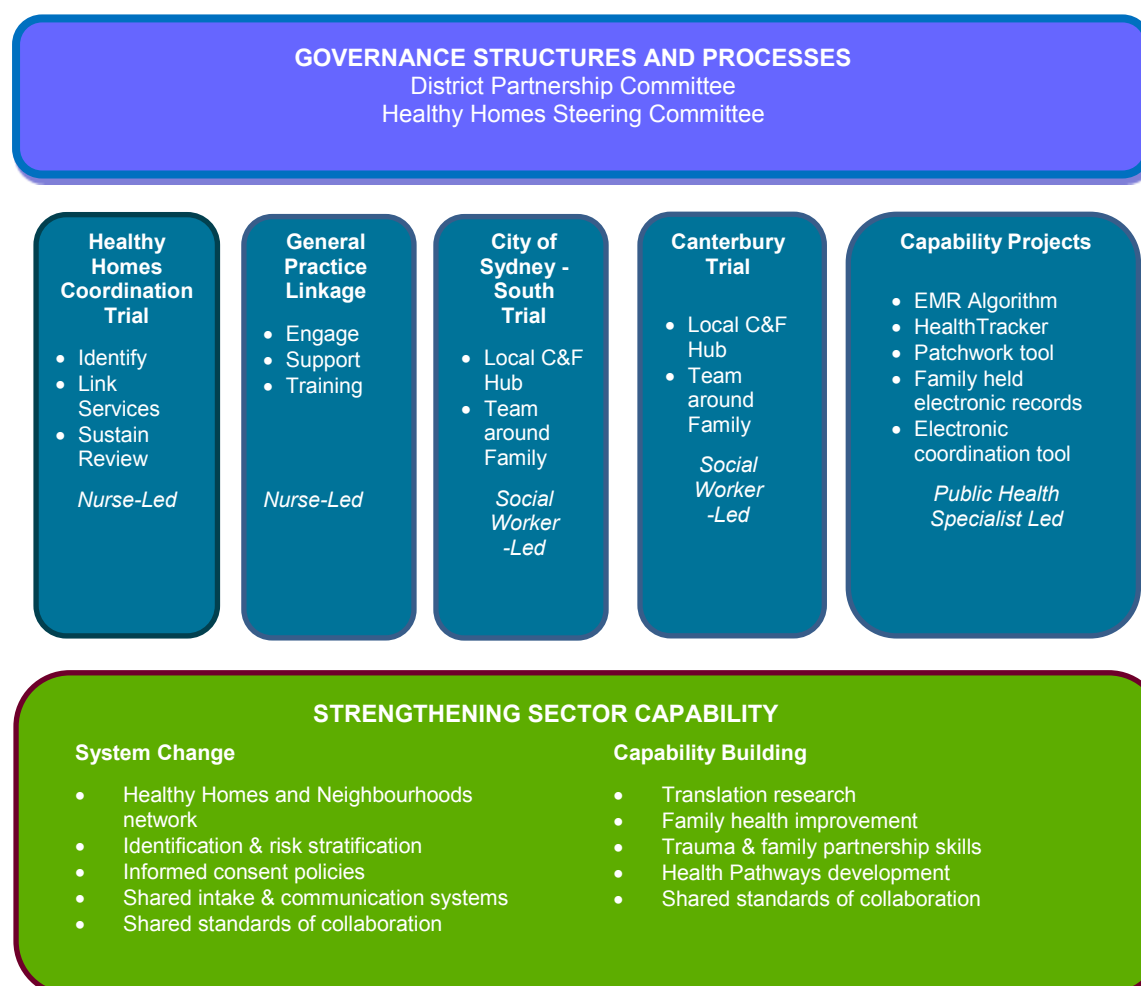 GOVERNANCE STRUCTURES AND PROCESSES
District Partnership Committee
Healthy Homes Steering Committee
Healthy
Homes
Coordination
Trial
• Identify
• Link
Services
• Sustain
Review
Nurse-Led
General
Practice
Linkage
• Engage
• Support
• Training
Nurse-Led
City of
Sydney -
South
Trial
• Local C&F
Hub
• Team
around
Family
Social
Worker
-Led
Canterbury
Trial
• Local C&F
Hub
• Team
around
Family
Social
Worker
-Led
Capability Projects
• EMR Algorithm
• HealthTracker
• Patchwork tool
• Family held
electronic records
• Electronic
coordination tool
Public Health
Specialist Led
STRENGTHENING SECTOR CAPABILITY
System Change
• Healthy Homes and Neighbourhoods
network
• Identification & risk stratification
• Informed consent policies
• Shared intake & communication systems
• Shared standards of collaboration
Capability Building
• Translation research
• Family health improvement
• Trauma & family partnership skills
• Health Pathways development
• Shared standards of collaboration